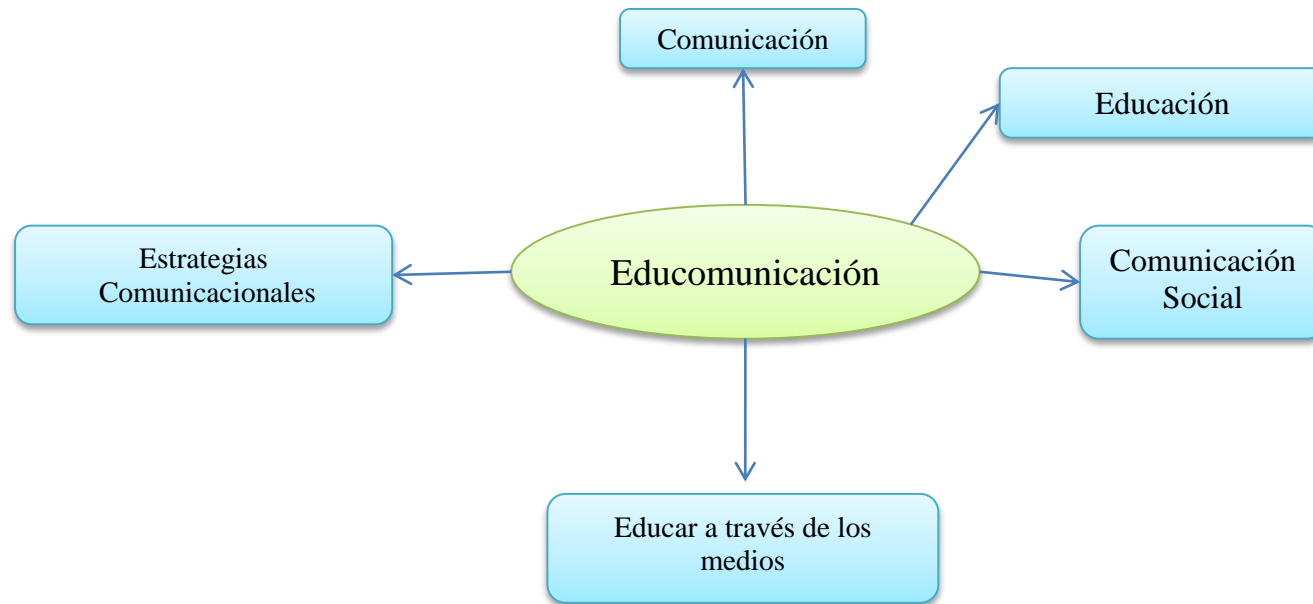 Comunicación
Educación
Estrategias
Comunicacionales
Educomunicación
Comunicación
Social
Educar a través de los
medios